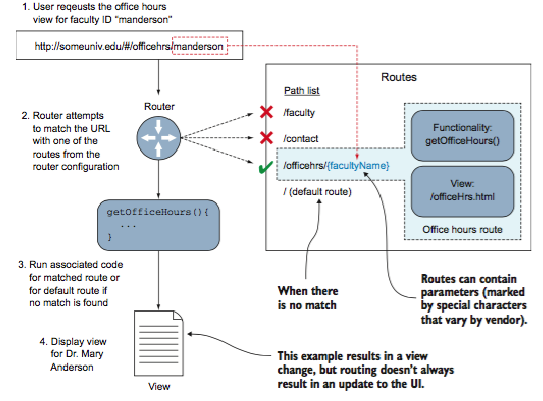 1. User reqeusts the office hours
view for faculty ID “manderson”
http://someuniv.edu/#/officehrs/manderson
Routes
Path list
Router
/faculty
2. Router attempts
to match the URL
with one of the
routes from the
router configuration
/contact
Functionality:
getOfficeHours()
/officehrs/{facultyName}
View:
/officeHrs.html
/ (default route)
Office hours route
getOfficeHours(){
...
}
3. Run associated code
for matched route or
for default route if
no match is found
When there
is no match
Routes can contain
parameters (marked
by special characters
that vary by vendor).
4. Display view
for Dr. Mary
Anderson
View
This example results in a view
change, but routing doesn’t always
result in an update to the UI.